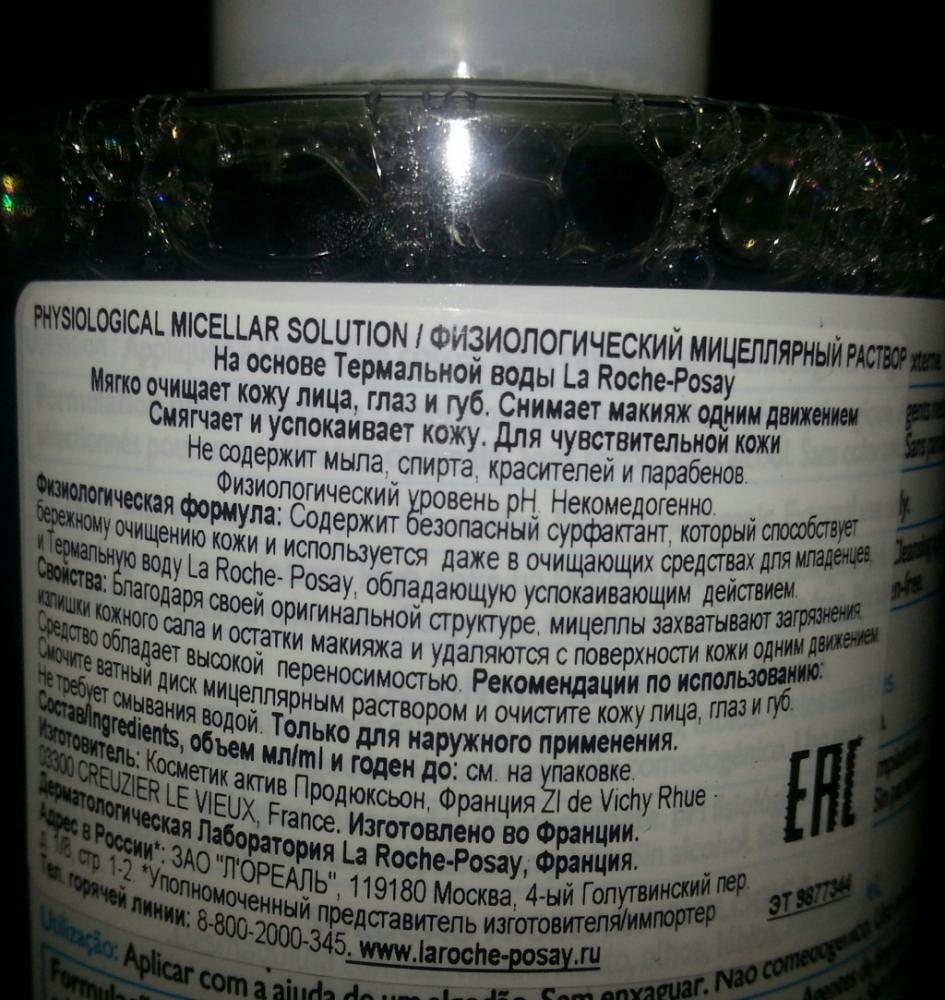 PHYSIOLOGICAL MICELLAR SOLUTION / ФИЗИОЛОГИЧЕСКИЙ МИЦЕЛЛЯРНЫЙ РАСТВОР
На основе Термальной воды La Roche-Posay
Мягко очищает кожу лица, глаз и губ. Снимает макияж одним движением
Смягчает и успокаивает кожу. Для чувствительной кожи
Не содержит мыла, спирта, красителей и парабенов.
Физиологический уровень pH. Некомедогенно.
Физиологическая формула: Содержит безопасный сурфактант, который способствует
бережному очищению кожи и используется даже в очищающих средствах для младенцев,
и Термальную воду La Roche- Posay, обладающую успокаивающим действием.
Свойства: Благодаря своей оригинальной структуре, мицеллы захватывают загрязнения,
излишки кожного сала и остатки макияжа и удаляются с поверхности кожи одним движением.
Средство обладает высокой переносимостью. Рекомендации по использованию:
Смочите ватный диск мицеллярным раствором и очистите кожу лица, глаз и губ.
Не требует смывания водой. Только для наружного применения.
Состав/Ingredients, объем мл/ml и годен до: см. на упаковке.
Изготовитель: Косметик актив Продюксьон, Франция ZI de Vichy Rhue -
03300 CREUZIER LE VIEUX, France. Изготовлено во Франции.
Дерматологическая Лаборатория La Roche-Posay, Франция.
Адрес в России*: ЗАО "Л'ОРЕАЛЬ", 119180 Москва, 4-ый Голутвинский пер.
д. 1/8, стр. 1-2. *Уполномоченный представитель изготовителя/импортер
Тел. горячей линии: 8-800-2000-345. www.laroche-posay.ru
EAC
ЭТ 9877344
Utilização: Aplicar com a ajuda de um algodão. Sem enxaguar.